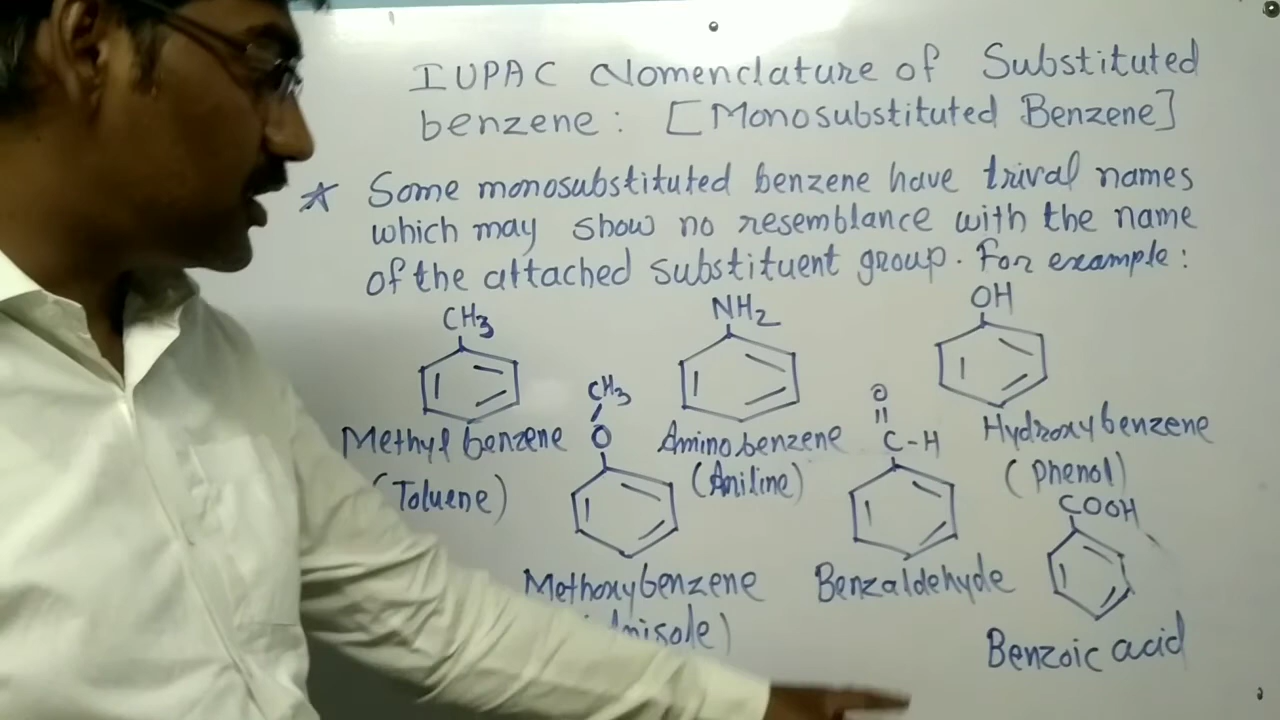 IUPAC Nomenclature of Substituted
benzene: [Monosubstituted Benzene]
★ Some monosubstituted benzene have trival names
which may show no resemblance with the name
of the attached substituent group. For example:
CH3
Methyl benzene
(Toluene)
CH3
O
Methoxybenzene
Anisole)
NH2
Aminobenzene
(Aniline)
O
C-H
Benzaldehyde
OH
Hydroxybenzene
(Phenol)
COOH
Benzoic acid